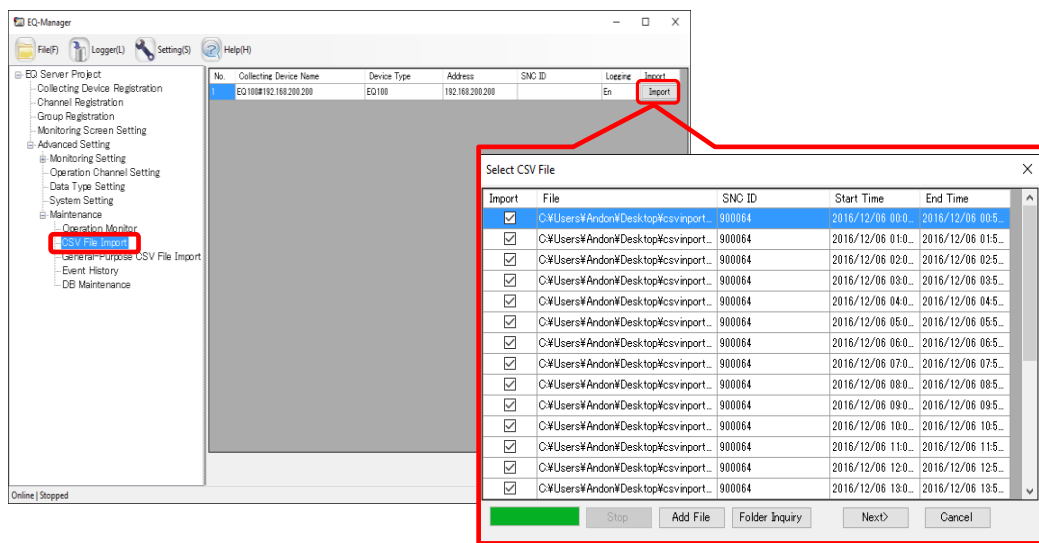 EQ-Manager
File(F) Logger(L) Setting(S) Help(H)
EQ Server Project
Collecting Device Registration
Channel Registration
Group Registration
Monitoring Screen Setting
Advanced Setting
Monitoring Setting
Operation Channel Setting
Data Type Setting
System Setting
Maintenance
Operation Monitor
CSV File Import
General-Purpose CSV File Import
Event History
DB Maintenance
No. Collecting Device Name Device Type Address SNC ID Logging Import
1 EQ100#192.168.200.200 EQ100 192.168.200.200 En Import
Online | Stopped
Select CSV File
Import File SNC ID Start Time End Time
C:¥Users¥Andon¥Desktop¥csvinport... 900064 2016/12/06 00:0... 2016/12/06 00:5...
C:¥Users¥Andon¥Desktop¥csvinport... 900064 2016/12/06 01:0... 2016/12/06 01:5...
C:¥Users¥Andon¥Desktop¥csvinport... 900064 2016/12/06 02:0... 2016/12/06 02:5...
C:¥Users¥Andon¥Desktop¥csvinport... 900064 2016/12/06 03:0... 2016/12/06 03:5...
C:¥Users¥Andon¥Desktop¥csvinport... 900064 2016/12/06 04:0... 2016/12/06 04:5...
C:¥Users¥Andon¥Desktop¥csvinport... 900064 2016/12/06 05:0... 2016/12/06 05:5...
C:¥Users¥Andon¥Desktop¥csvinport... 900064 2016/12/06 06:0... 2016/12/06 06:5...
C:¥Users¥Andon¥Desktop¥csvinport... 900064 2016/12/06 07:0... 2016/12/06 07:5...
C:¥Users¥Andon¥Desktop¥csvinport... 900064 2016/12/06 08:0... 2016/12/06 08:5...
C:¥Users¥Andon¥Desktop¥csvinport... 900064 2016/12/06 09:0... 2016/12/06 09:5...
C:¥Users¥Andon¥Desktop¥csvinport... 900064 2016/12/06 10:0... 2016/12/06 10:5...
C:¥Users¥Andon¥Desktop¥csvinport... 900064 2016/12/06 11:0... 2016/12/06 11:5...
C:¥Users¥Andon¥Desktop¥csvinport... 900064 2016/12/06 12:0... 2016/12/06 12:5...
C:¥Users¥Andon¥Desktop¥csvinport... 900064 2016/12/06 13:0... 2016/12/06 13:5...
Stop Add File Folder Inquiry Next> Cancel